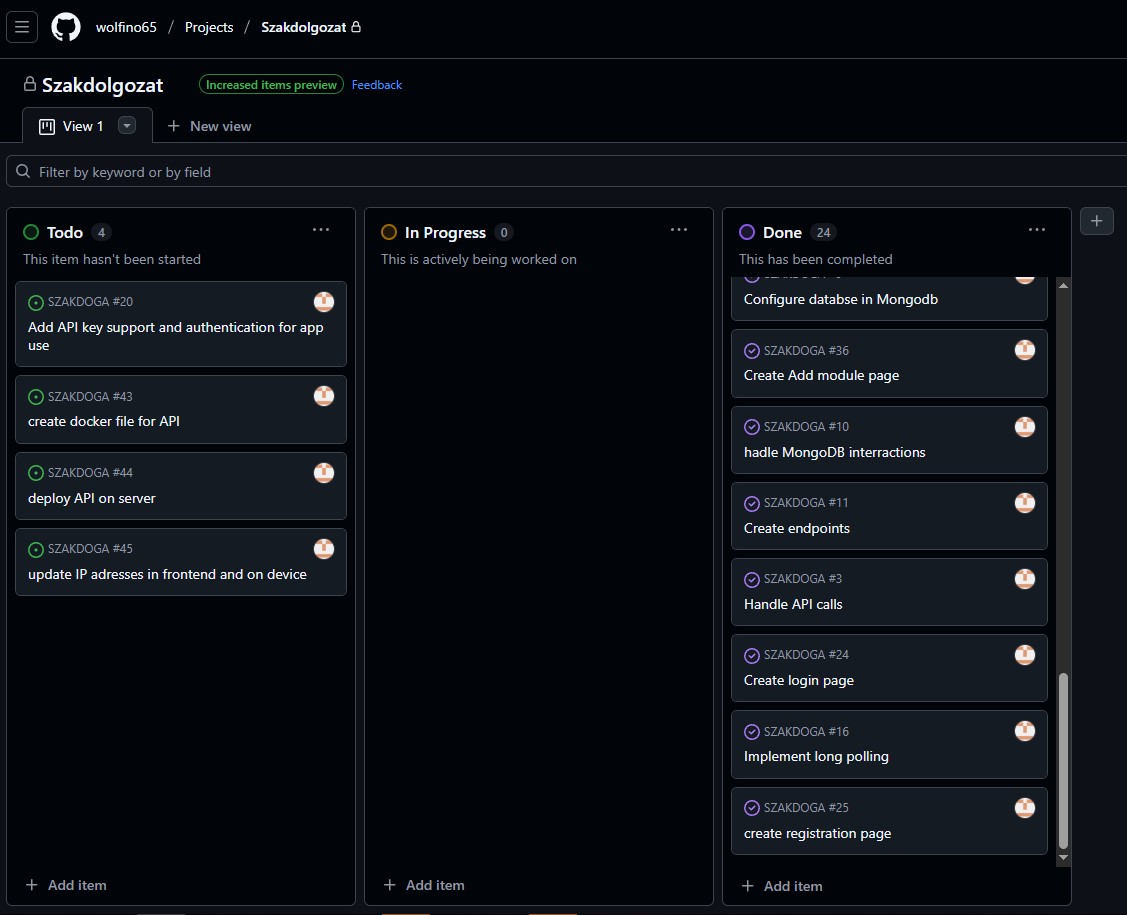 wolfino65 / Projects / Szakdolgozat
Szakdolgozat
Increased items preview
Feedback
View 1
New view
Filter by keyword or by field
Todo 4
This item hasn't been started
SZAKDOGA #20
Add API key support and authentication for app
use
SZAKDOGA #43
create docker file for API
SZAKDOGA #44
deploy API on server
SZAKDOGA #45
update IP adresses in frontend and on device
Add item
In Progress 0
This is actively being worked on
Add item
Done 24
This has been completed
Configure databse in Mongodb
SZAKDOGA #36
Create Add module page
SZAKDOGA #10
hadle MongoDB interractions
SZAKDOGA #11
Create endpoints
SZAKDOGA #3
Handle API calls
SZAKDOGA #24
Create login page
SZAKDOGA #16
Implement long polling
SZAKDOGA #25
create registration page
Add item